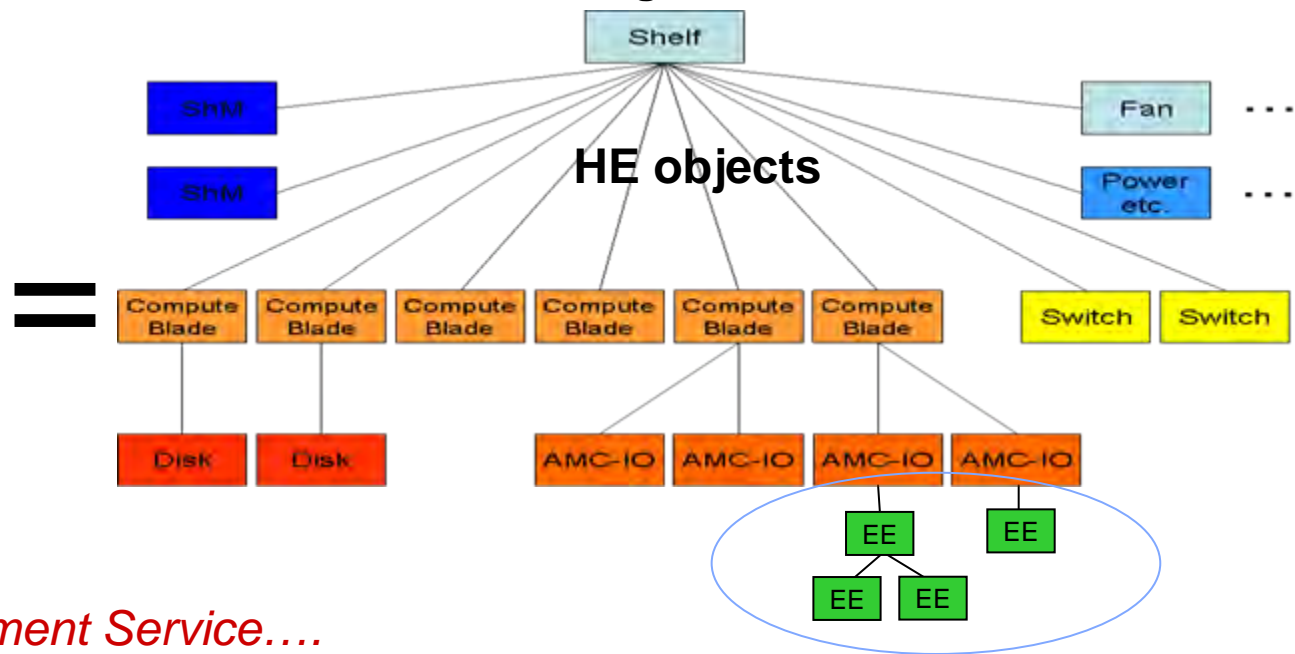 Shelf
ShM
Fan ...
HE objects
ShM
Power
etc. ...
=
Compute Compute Compute Compute Compute Compute
Blade Blade Blade Blade Blade Blade
Switch Switch
Disk Disk AMC-IO AMC-IO AMC-IO AMC-IO
EE EE
EE EE
ment Service....